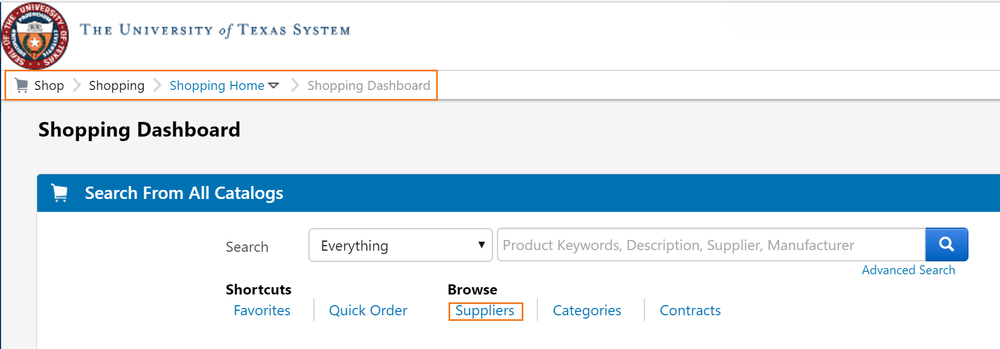 THE UNIVERSITY of TEXAS SYSTEM
SEAL · OF · THE · UNIVERSITY · OF · TEXAS
Shop Shopping Shopping Home Shopping Dashboard
Shopping Dashboard
Search From All Catalogs
Search Everything Product Keywords, Description, Supplier, Manufacturer
Advanced Search
Shortcuts Browse
Favorites Quick Order Suppliers Categories Contracts